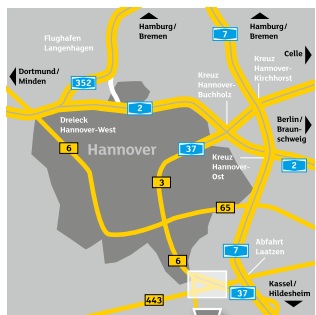 Hamburg/
Bremen
Hamburg/
Bremen
7
Flughafen
Langenhagen
Celle
Kreuz
Hannover-
Kirchhorst
Dortmund/
Minden
352
Kreuz
Hannover-
Buchholz
2
Dreieck
Hannover-West
Berlin/
Braun-
schweig
6
Hannover
37
Kreuz
Hannover-
Ost
2
3
65
Abfahrt
Laatzen
7
6
Kassel/
Hildesheim
37
443